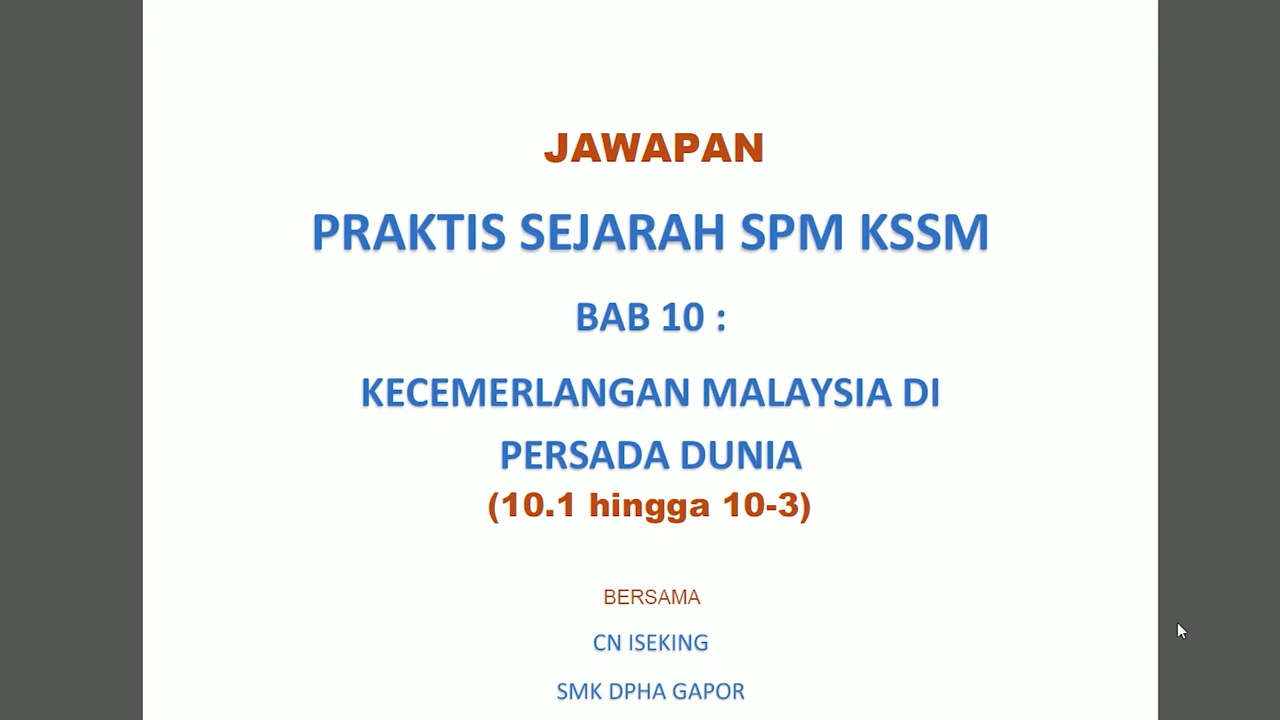 JAWAPAN
PRAKTIS SEJARAH SPM KSSM
BAB 10 :
KECEMERLANGAN MALAYSIA DI
PERSADA DUNIA
(10.1 hingga 10-3)
BERSAMA
CN ISEKING
SMK DPHA GAPOR